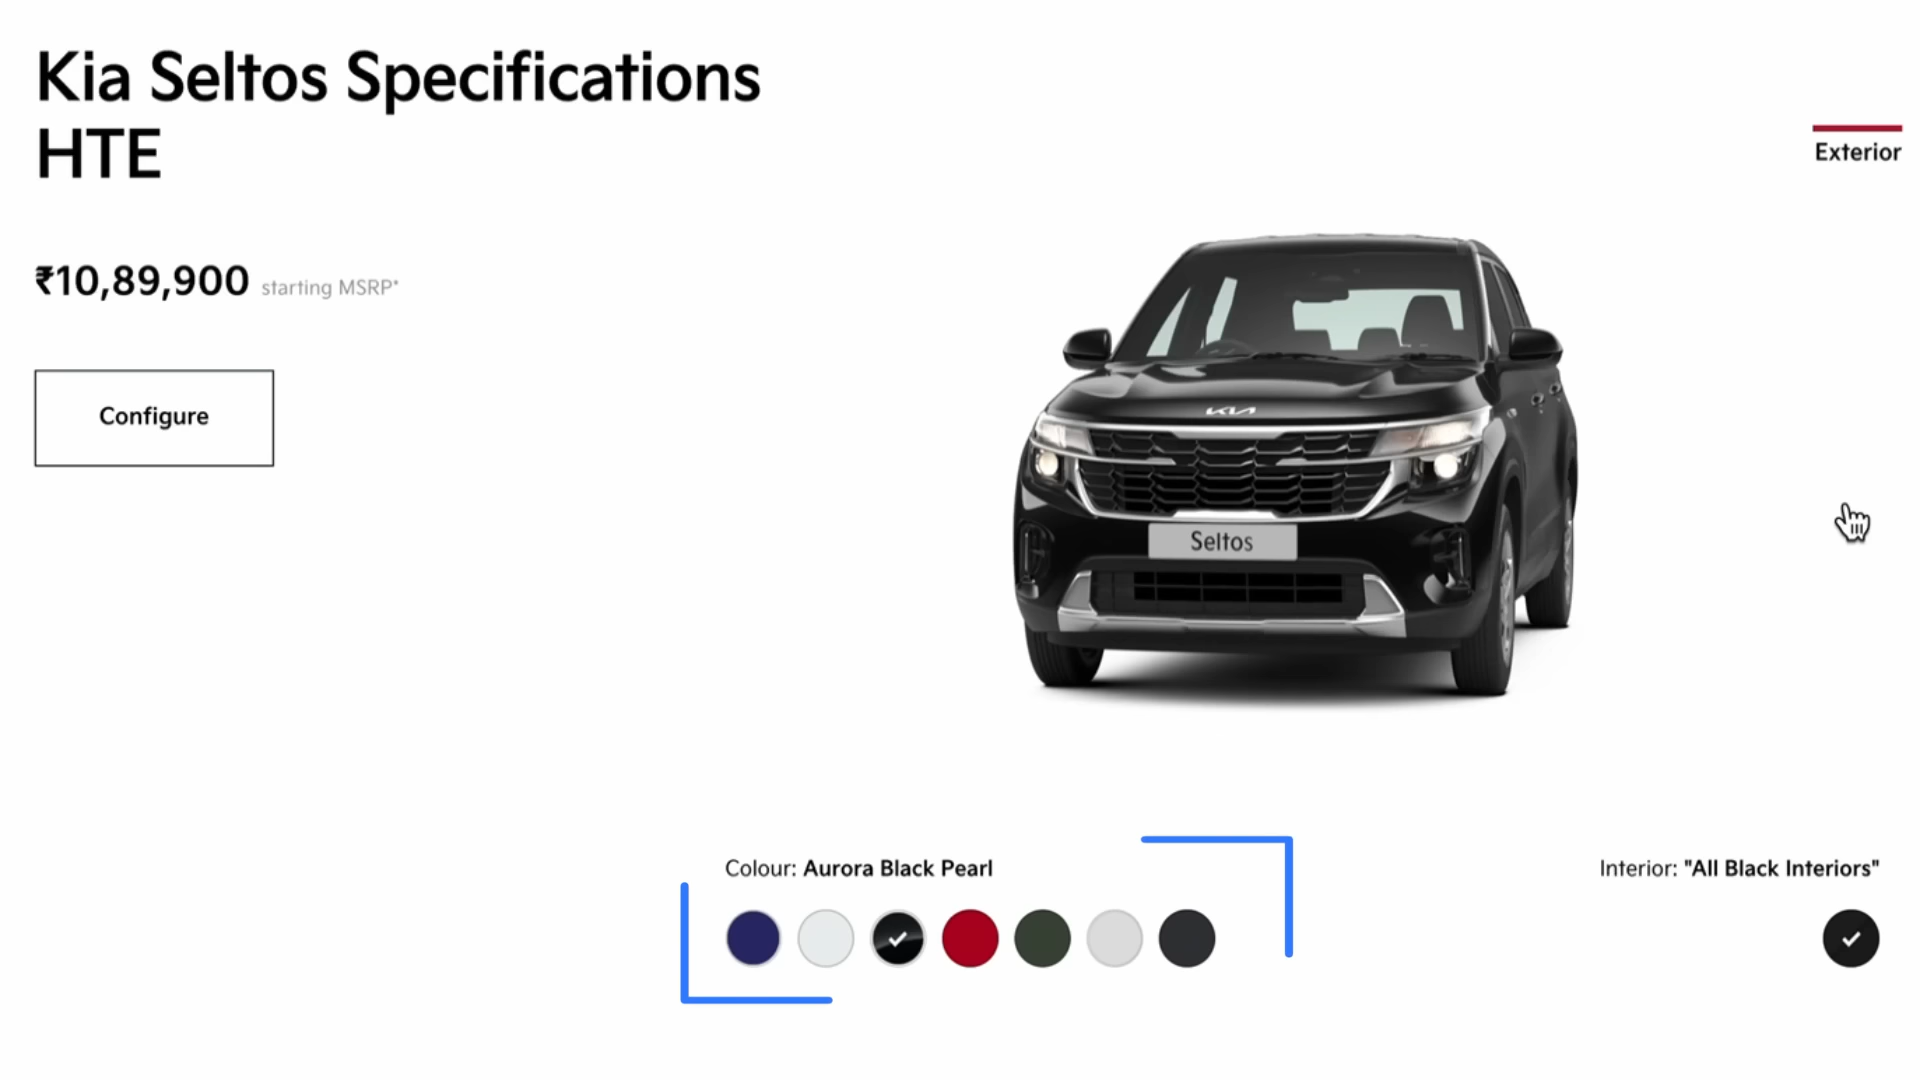 Kia Seltos Specifications
HTE
Exterior
₹10,89,900 starting MSRP*
Configure
KIA
Seltos
Colour: Aurora Black Pearl
Interior: "All Black Interiors"